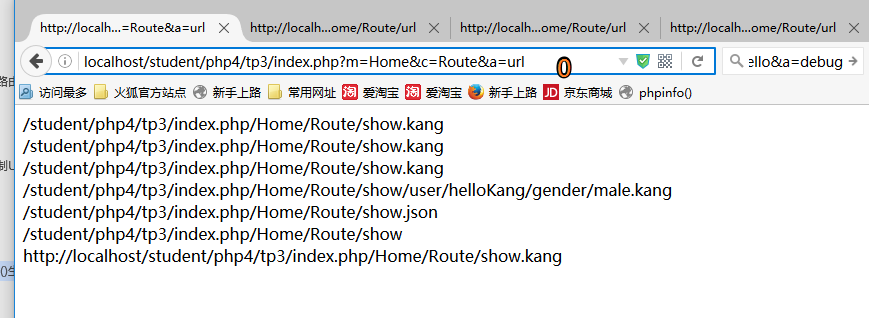 http://localh...=Route&a=url
http://localh...ome/Route/url
http://localh...ome/Route/url
http://localh...ome/Route/url
localhost/student/php4/tp3/index.php?m=Home&c=Route&a=url
0
ello&a=debug
访问最多 火狐官方站点 新手上路 常用网址 爱淘宝 爱淘宝 新手上路 JD 京东商城 phpinfo()
/student/php4/tp3/index.php/Home/Route/show.kang
/student/php4/tp3/index.php/Home/Route/show.kang
/student/php4/tp3/index.php/Home/Route/show.kang
/student/php4/tp3/index.php/Home/Route/show/user/helloKang/gender/male.kang
/student/php4/tp3/index.php/Home/Route/show.json
/student/php4/tp3/index.php/Home/Route/show
http://localhost/student/php4/tp3/index.php/Home/Route/show.kang